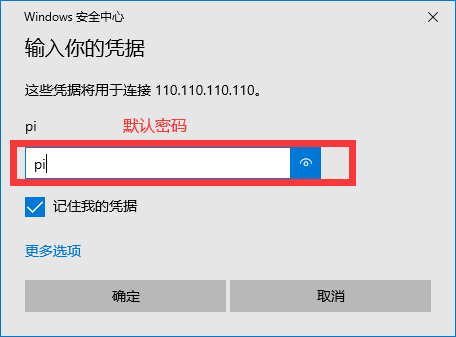 Windows 安全中心
输入你的凭据
这些凭据将用于连接 110.110.110.110。
pi 默认密码
pi
记住我的凭据
更多选项
确定 取消